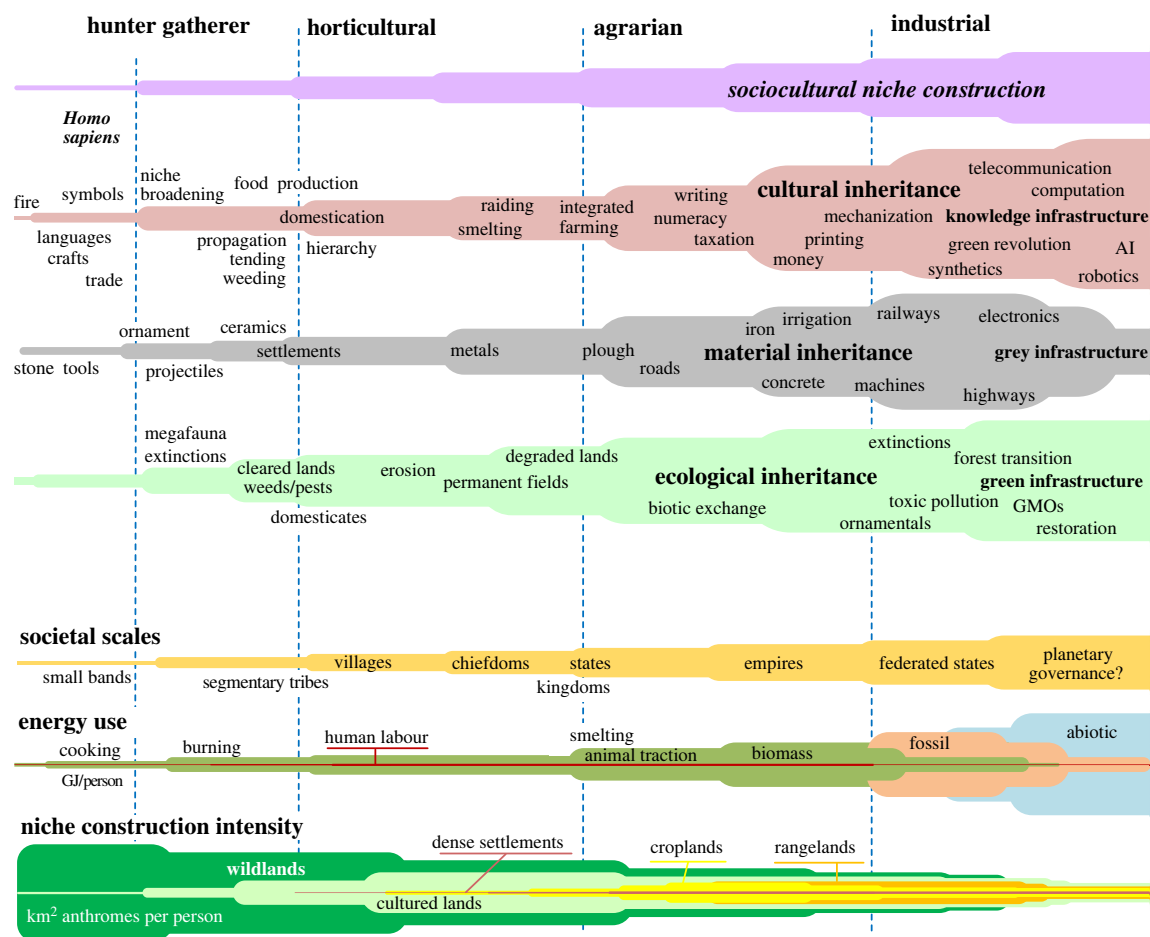 hunter gatherer
horticultural
agrarian
industrial
sociocultural niche construction
Homo
sapiens
fire
symbols
niche
broadening
food production
domestication
languages
crafts
trade
propagation
tending
weeding
hierarchy
raiding
smelting
integrated
farming
writing
numeracy
taxation
cultural inheritance
mechanization
printing
money
telecommunication
computation
knowledge infrastructure
green revolution
AI
synthetics
robotics
ornament
ceramics
settlements
stone tools
projectiles
metals
plough
roads
iron
irrigation
railways
electronics
material inheritance
grey infrastructure
concrete
machines
highways
megafauna
extinctions
cleared lands
weeds/pests
domesticates
erosion
degraded lands
permanent fields
ecological inheritance
biotic exchange
extinctions
forest transition
green infrastructure
toxic pollution
GMOs
ornamentals
restoration
societal scales
small bands
segmentary tribes
villages
chiefdoms
states
kingdoms
empires
federated states
planetary
governance?
energy use
cooking
GJ/person
burning
human labour
smelting
animal traction
biomass
fossil
abiotic
niche construction intensity
wildlands
dense settlements
croplands
rangelands
cultured lands
km² anthromes per person